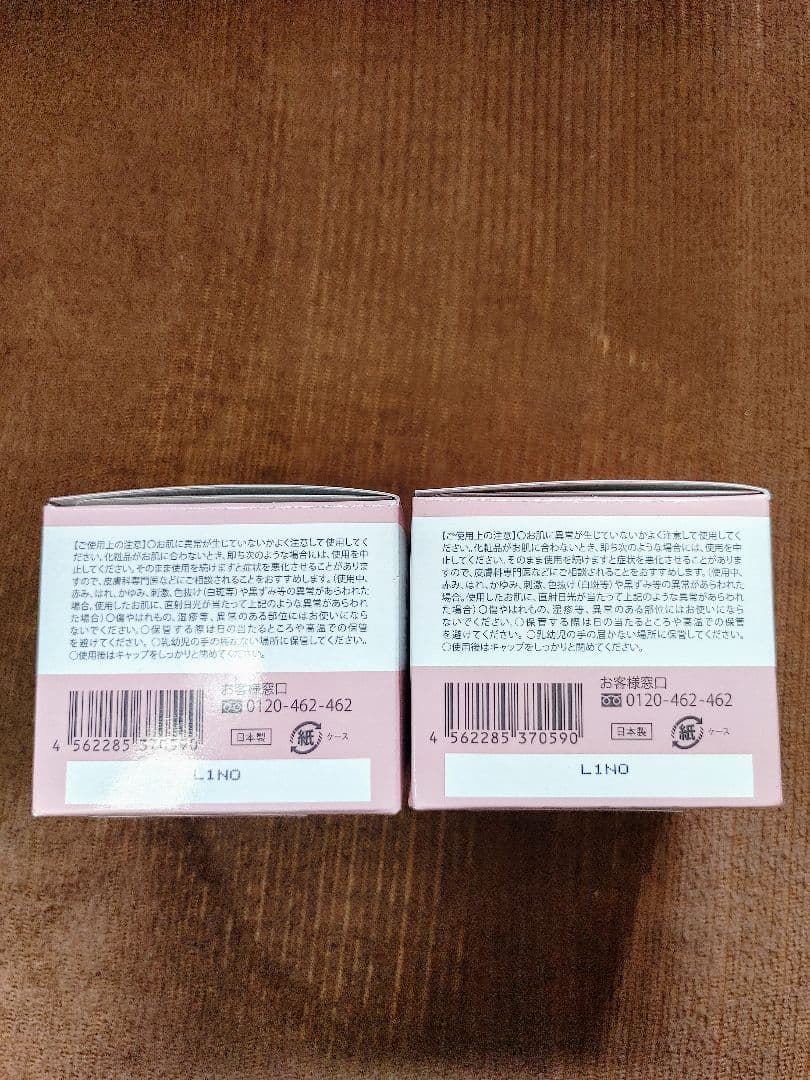 【ご使用上の注意】〇お肌に異常が生じていないかよく注意して使用してく
ださい。化粧品がお肌に合わないとき、即ち次のような場合には、使用を中
止してください。そのまま使用を続けますと症状を悪化させることがありま
すので、皮膚科専門医などにご相談されることをおすすめします。(使用中、
赤み、はれ、かゆみ、刺激、色抜け(白斑等)や黒ずみ等の異常があらわれた
場合。使用したお肌に、直射日光が当たって上記のような異常があらわれ
た場合)〇傷やはれもの、湿疹等、異常のある部位にはお使いになら
ないでください。〇保管する際は日の当たるところや高温での保管
を避けてください。〇乳幼児の手の届かない場所に保管してください。
〇使用後はキャップをしっかりと閉めてください。
お客様窓口
0120-462-462
4 562285 370590
日本製
紙
ケース
L1NO
【ご使用上の注意】〇お肌に異常が生じていないかよく注意して使用してく
ださい。化粧品がお肌に合わないとき、即ち次のような場合には、使用を中
止してください。そのまま使用を続けますと症状を悪化させることがありま
すので、皮膚科専門医などにご相談されることをおすすめします。(使用中、
赤み、はれ、かゆみ、刺激、色抜け(白斑等)や黒ずみ等の異常があらわれた
場合。使用したお肌に、直射日光が当たって上記のような異常があらわれ
た場合)〇傷やはれもの、湿疹等、異常のある部位にはお使いになら
ないでください。〇保管する際は日の当たるところや高温での保管
を避けてください。〇乳幼児の手の届かない場所に保管してください。
〇使用後はキャップをしっかりと閉めてください。
お客様窓口
0120-462-462
4 562285 370590
日本製
紙
ケース
L1NO